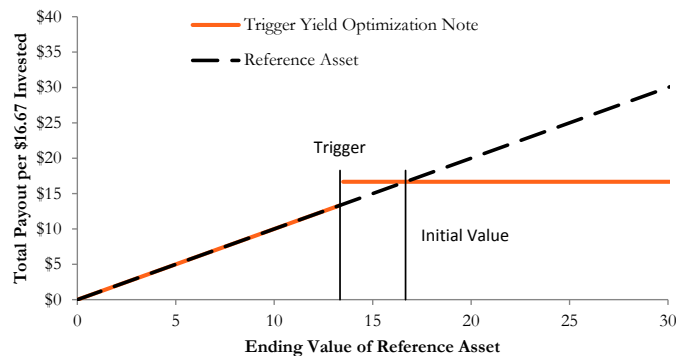 $40
$35
$30
$25
$20
$15
$10
$5
$0
Total Payout per $16.67 Invested
Trigger Yield Optimization Note
Reference Asset
Trigger
Initial Value
0 5 10 15 20 25 30
Ending Value of Reference Asset